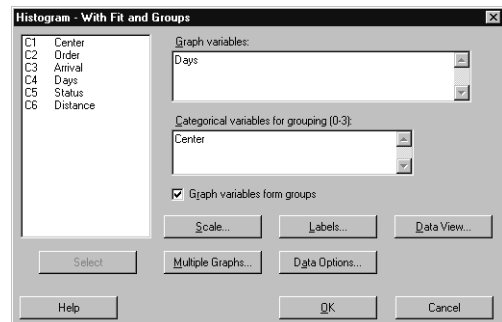 Histogram - With Fit and Groups
C1 Center
C2 Order
C3 Arrival
C4 Days
C5 Status
C6 Distance
Graph variables:
Days
Categorical variables for grouping (0-3):
Center
Graph variables form groups
Scale...
Labels...
Data View...
Select
Multiple Graphs...
Data Options...
Help
OK
Cancel